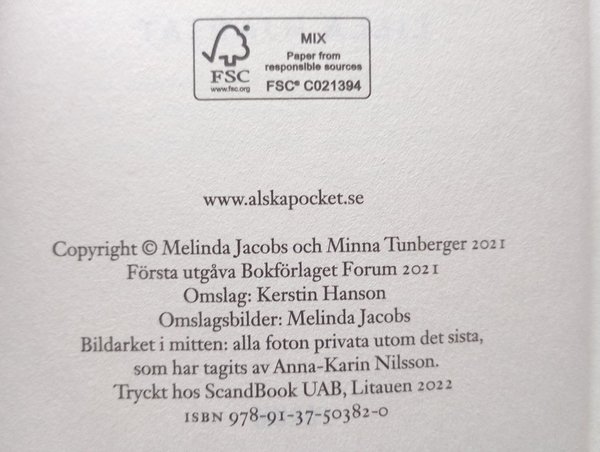 FSC
www.fsc.org
MIX
Paper from
responsible sources
FSC® C021394
www.alskapocket.se
Copyright © Melinda Jacobs och Minna Tunberger 2021
Första utgåva Bokförlaget Forum 2021
Omslag: Kerstin Hanson
Omslagsbilder: Melinda Jacobs
Bildarket i mitten: alla foton privata utom det sista,
som har tagits av Anna-Karin Nilsson.
Tryckt hos ScandBook UAB, Litauen 2022
ISBN 978-91-37-50382-0